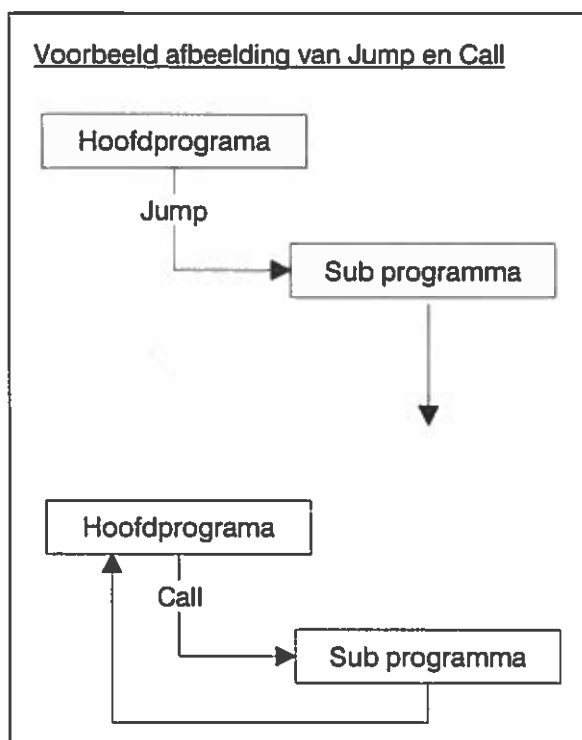 Voorbeeld afbeelding van Jump en Call
Hoofdprograma
Jump
Sub programma
Hoofdprograma
Call
Sub programma